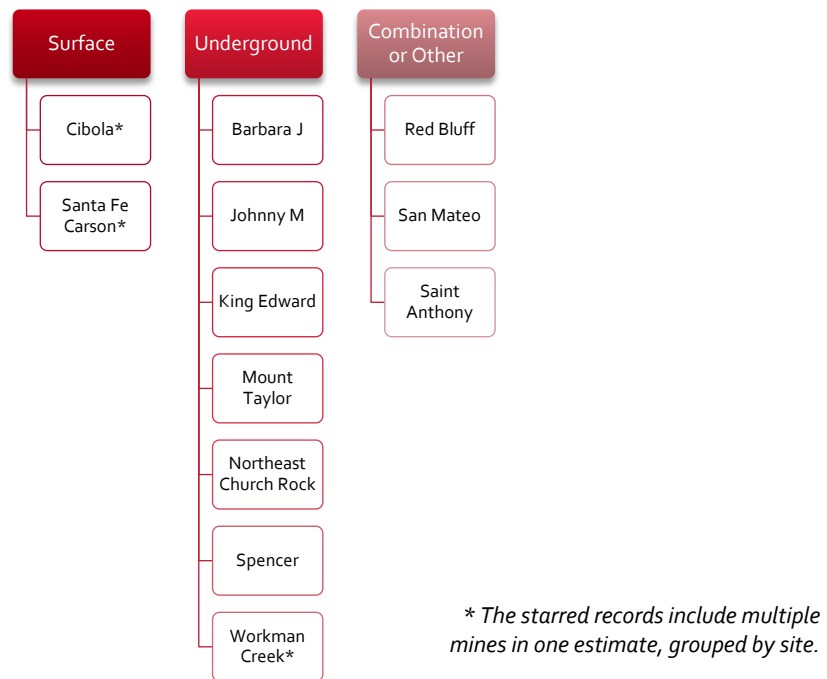 Surface
Cibola*
Santa Fe
Carson*
Underground
Barbara J
Johnny M
King Edward
Mount
Taylor
Northeast
Church Rock
Spencer
Workman
Creek*
Combination
or Other
Red Bluff
San Mateo
Saint
Anthony
* The starred records include multiple
mines in one estimate, grouped by site.